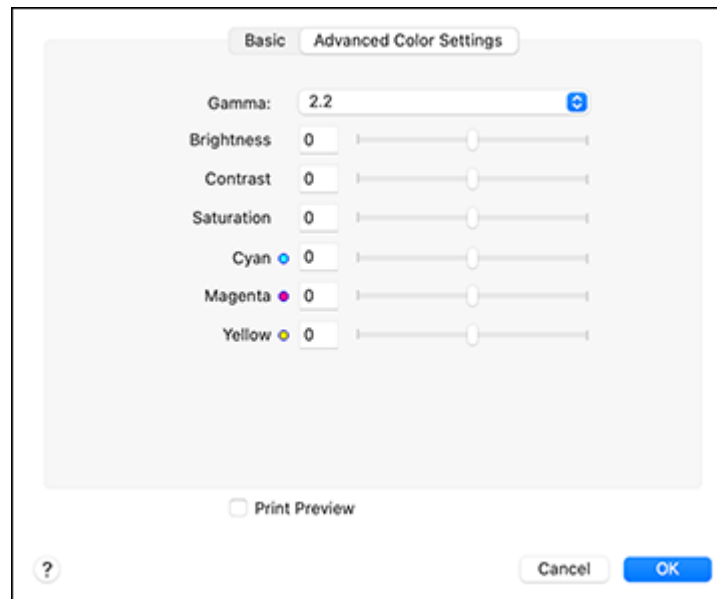 Basic Advanced Color Settings
Gamma: 2.2
Brightness 0
Contrast 0
Saturation 0
Cyan 0
Magenta 0
Yellow 0
Print Preview
? Cancel OK